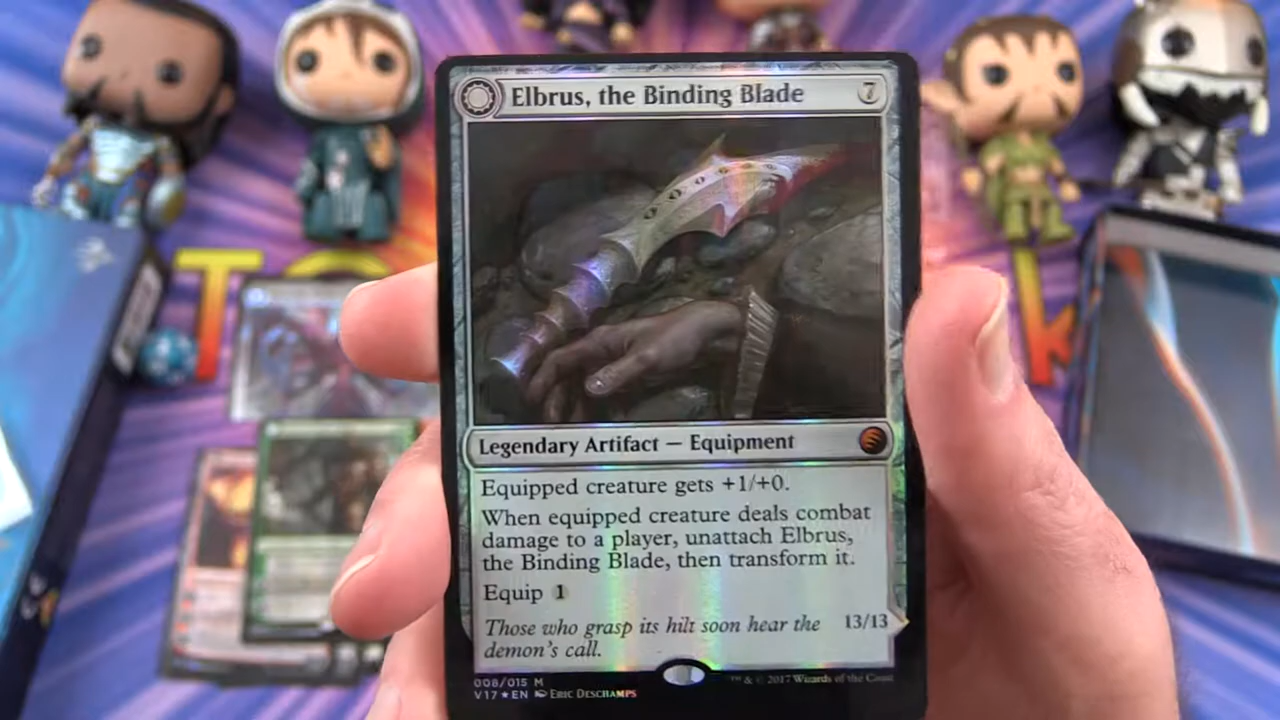 Elbrus, the Binding Blade 7
Legendary Artifact — Equipment
Equipped creature gets +1/+0.
When equipped creature deals combat
damage to a player, unattach Elbrus,
the Binding Blade, then transform it.
Equip 1
Those who grasp its hilt soon hear the
demon's call.
13/13
008/015 M
V17 ★ EN Eric Deschamps
™ & © 2017 Wizards of the Coast